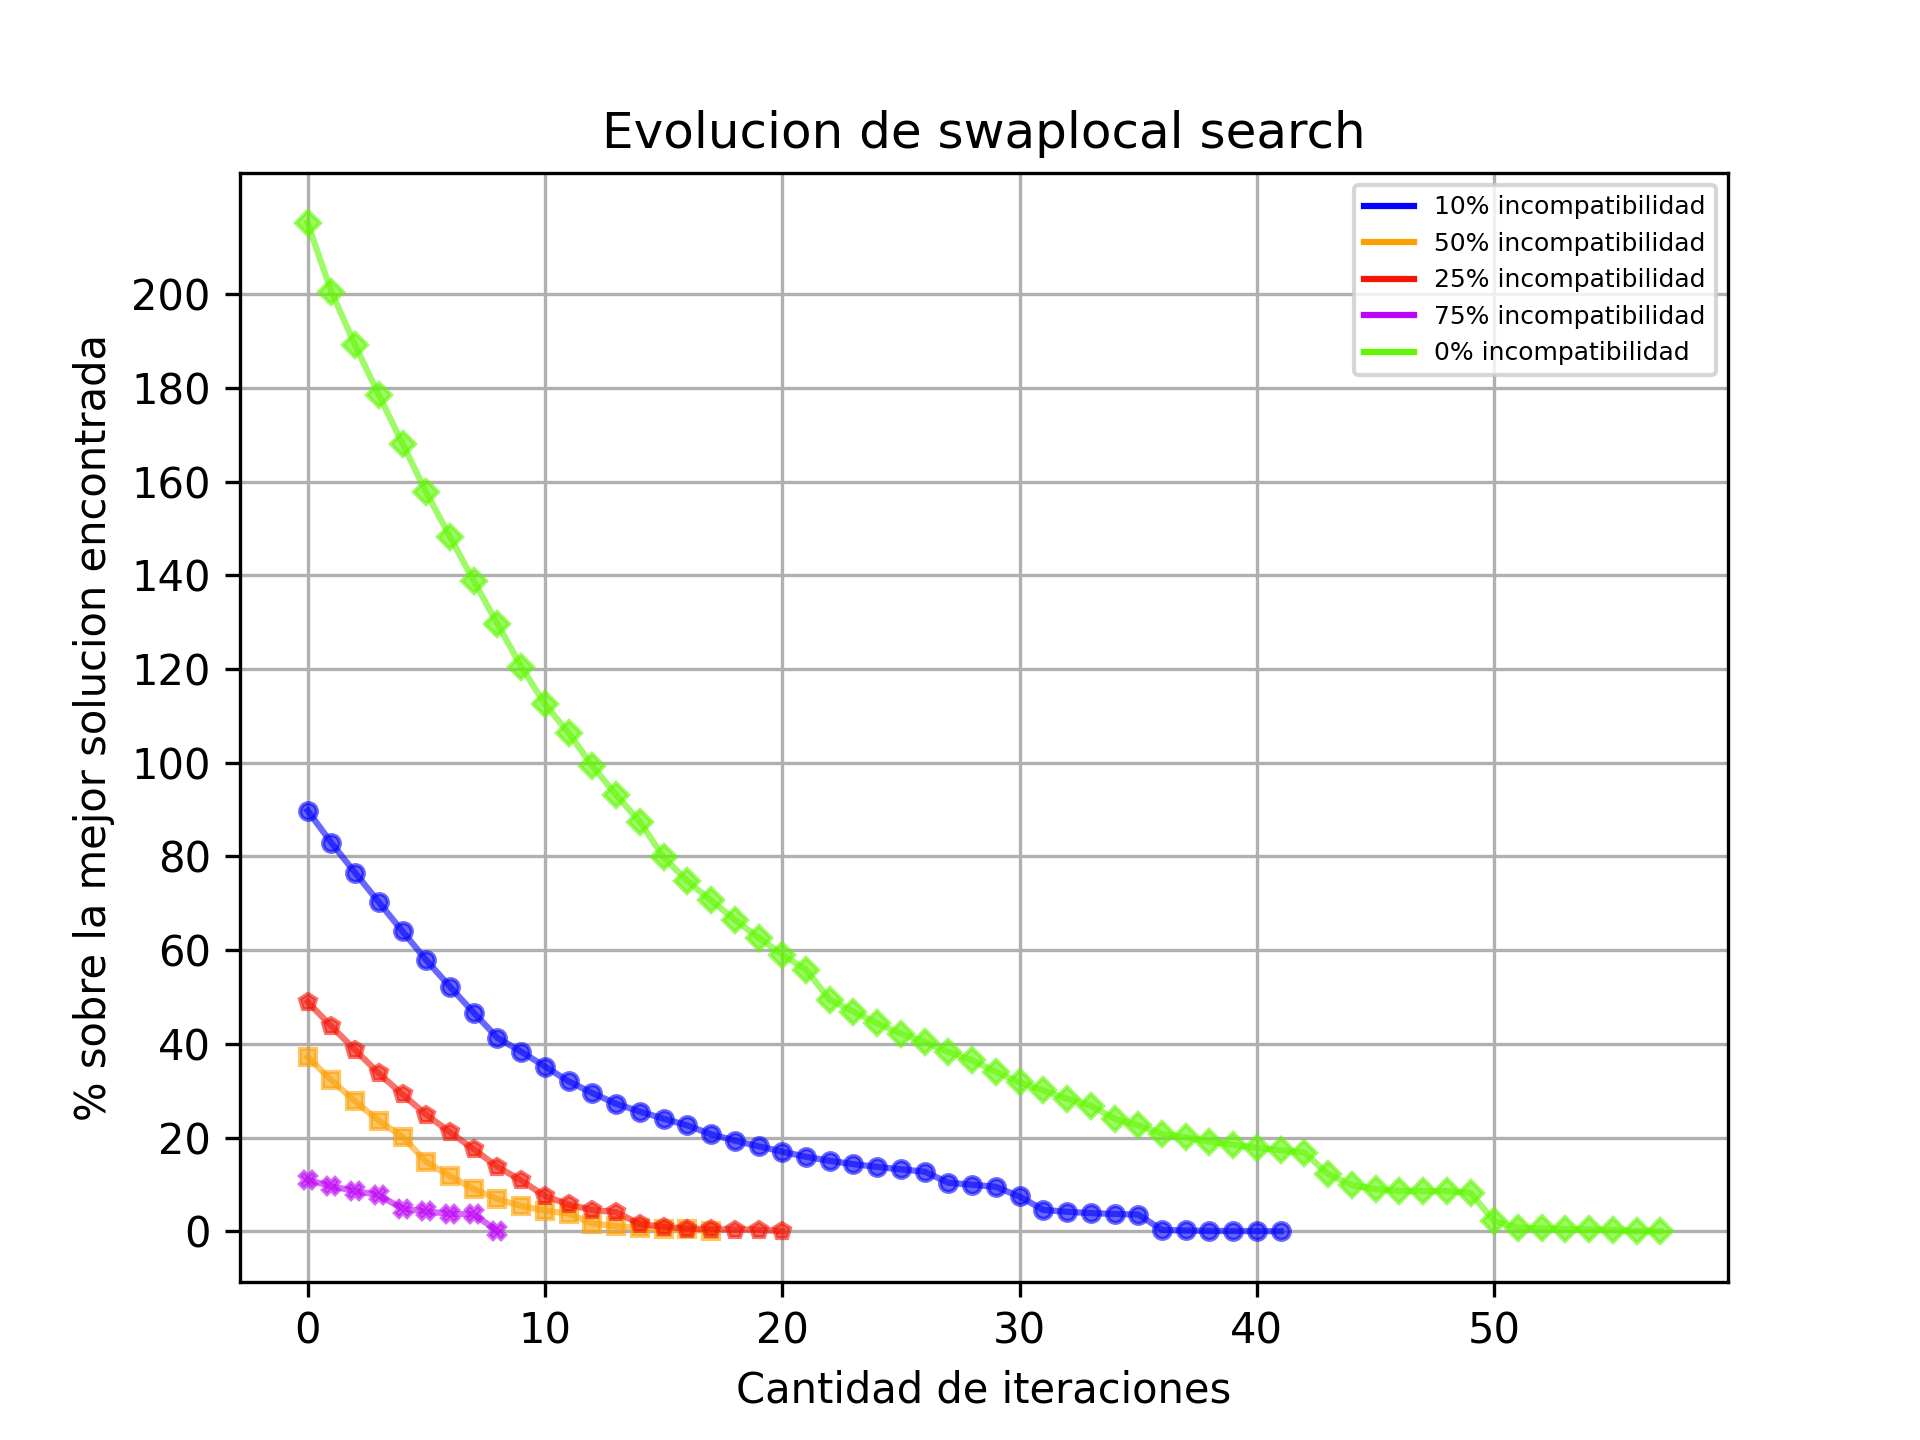 Evolucion de swaplocal search
10% incompatibilidad
50% incompatibilidad
25% incompatibilidad
75% incompatibilidad
0% incompatibilidad
% sobre la mejor solucion encontrada
200
180
160
140
120
100
80
60
40
20
0
0 10 20 30 40 50
Cantidad de iteraciones